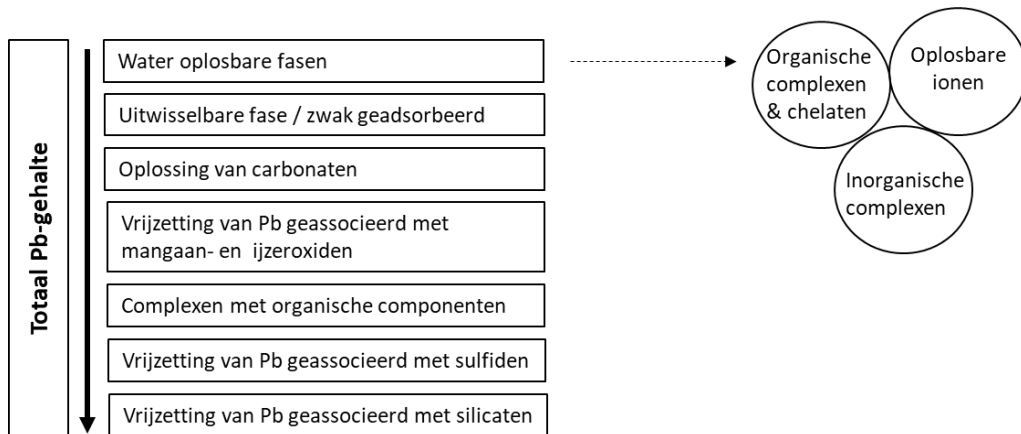 Totaal Pb-gehalte
Water oplosbare fasen
Uitwisselbare fase / zwak geadsorbeerd
Oplossing van carbonaten
Vrijzetting van Pb geassocieerd met
mangaan- en ijzeroxiden
Complexen met organische componenten
Vrijzetting van Pb geassocieerd met sulfiden
Vrijzetting van Pb geassocieerd met silicaten
Organische
complexen
& chelaten
Oplosbare
ionen
Inorganische
complexen